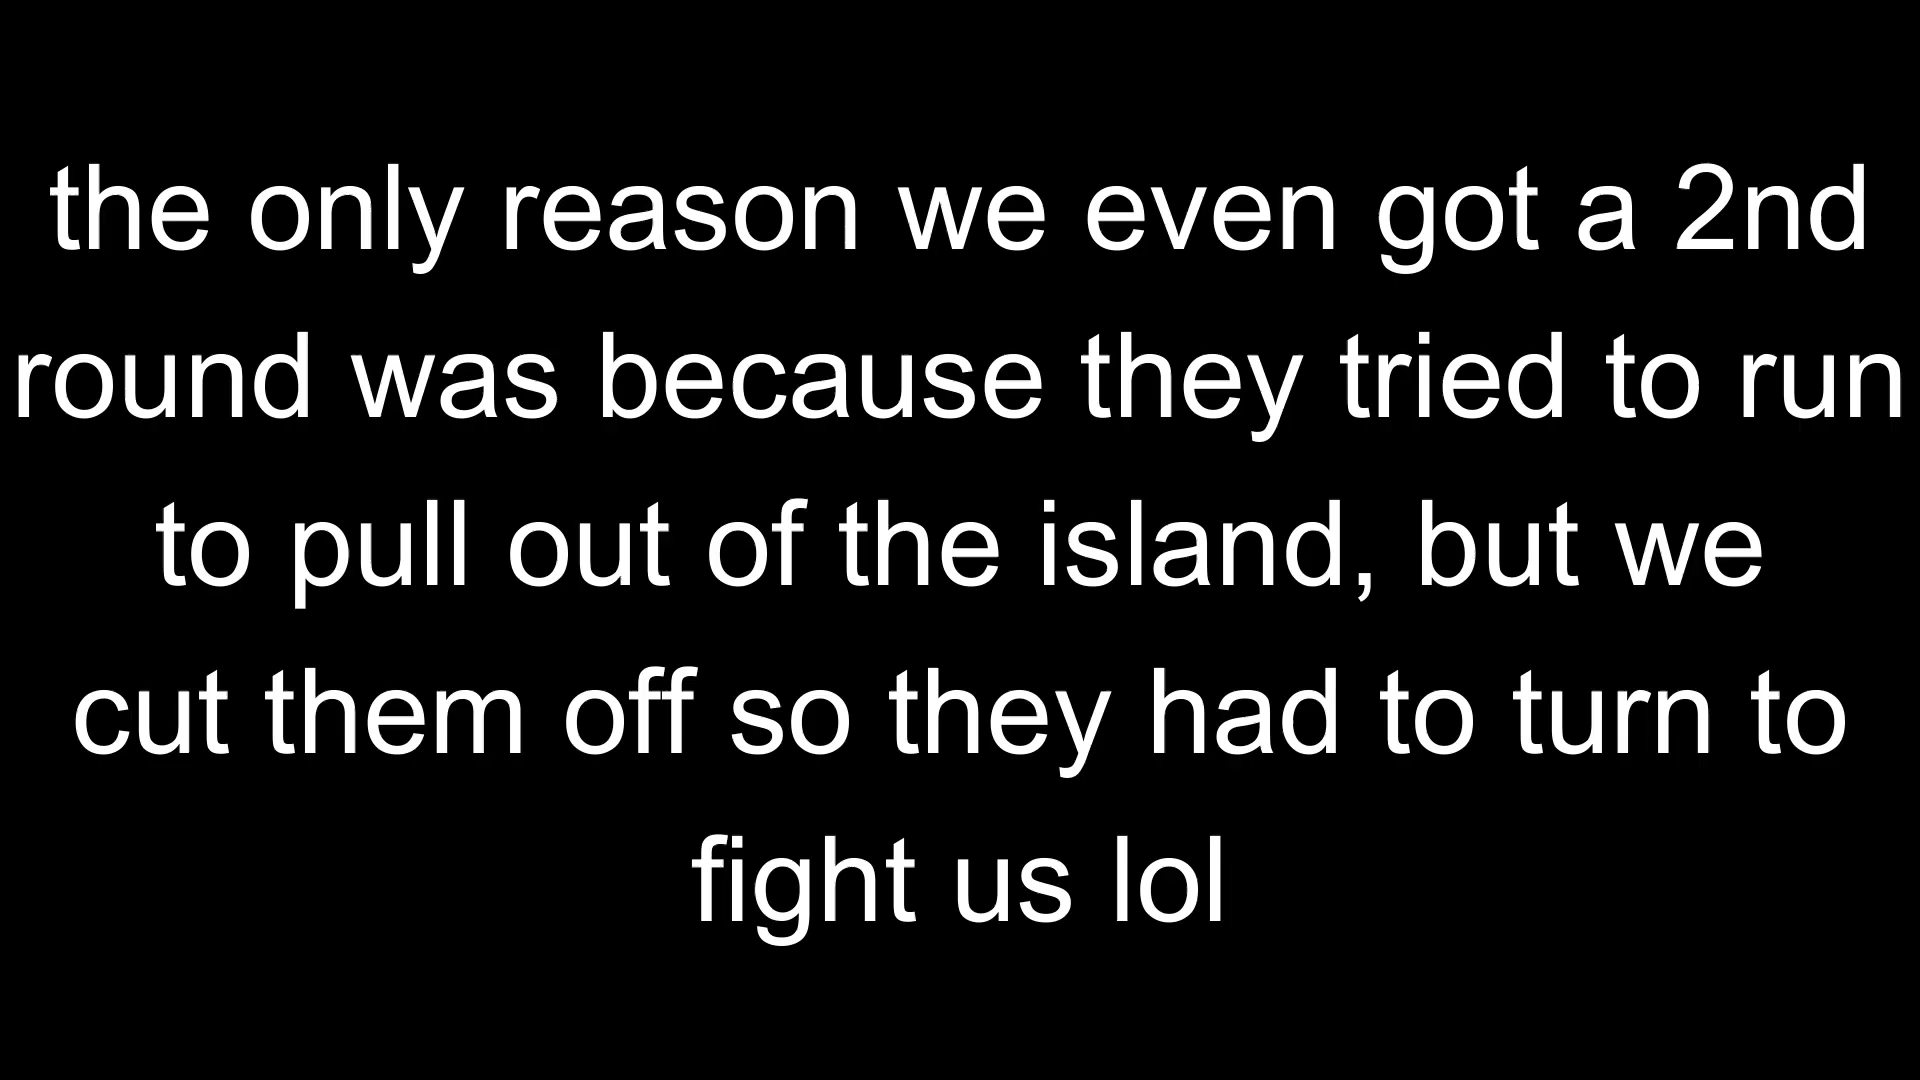 the only reason we even got a 2nd
round was because they tried to run
to pull out of the island, but we
cut them off so they had to turn to
fight us lol